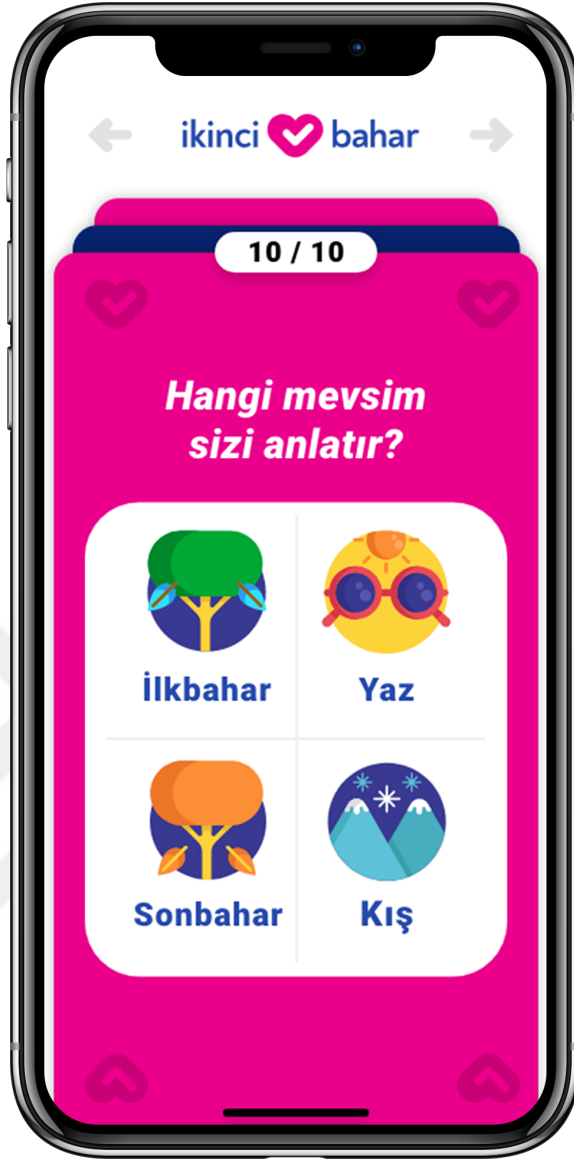 ikinci bahar
10 / 10
Hangi mevsim
sizi anlatır?
İlkbahar
Yaz
Sonbahar
Kış